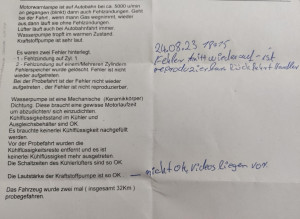 Motorwarnlampe ist auf Autobahn bei ca. 5000 u/min
an gegangen (blinkt) dann auch Fehlzündungen. Geht
bei der Fahrt , wenn mann Gas wegnimmt, wieder
aus dann läuft sie ohne Fehlzündungen.
Lüfter läuft auch bei Autobahnfahrt immer.
Wasserpumpe tropft im warmen Zustand.
Kraftstoffpumpe ist sehr laut.
Es waren zwei Fehler hinterlegt.
1 - Fehlzündung auf Zyl. 1
2 - Fehlzündung auf einem/Mehreren Zylindern
Fehlerspeicher wurde gelöscht. Fehler ist nicht
wieder aufgetreten
Bei der Probefahrt ist der Fehler nicht wieder
aufgetreten , der Fehler ist nicht reproduzierbar
24.08.23
Fehler tritt wieder auf - ist
reproduzierbar Rückfahrt Händler
Wasserpumpe ist eine Mechanische (Keramikkörper)
Dichtung. Diese braucht eine gewisse Motorlaufzeit
um abzudichten/ sich einzudichten.
Kühlflüssigkeitsstand im Kühler und
Ausgleichsbehälter sind OK
Es brauchte keinerlei Kühlflüssigkeit nachgefüllt
werden.
Vor der Probefahrt wurden die
Kühlflüssigkeitsreste entfernt und es ist
keinerlei Kühlflüssigkeit mehr ausgetreten.
Die Schaltzeiten des Kühlerlüfters sind so OK.
Die Lautstärke der Kraftstoffpumpe ist so OK.
nicht OK, Videos liegen vor.
Das Fahrzeug wurde zwei mal ( insgesamt 32Km )
probegefahren.